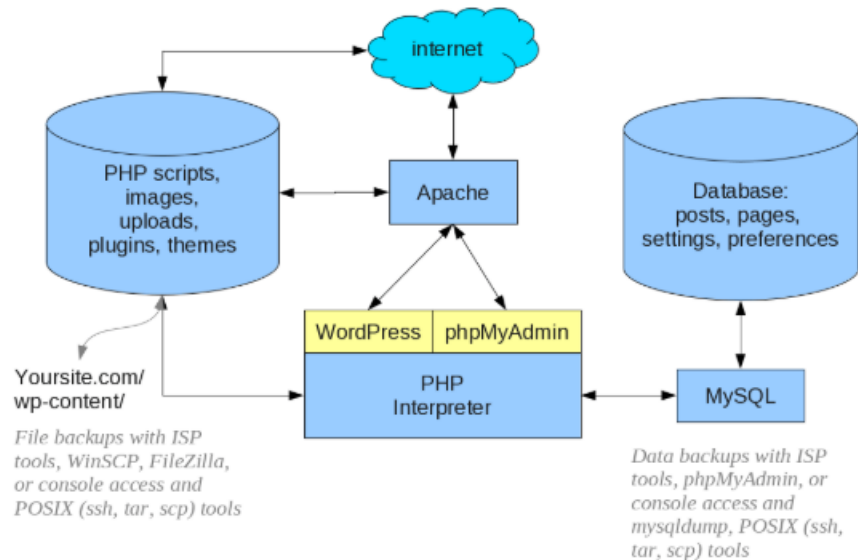 internet
PHP scripts,
images,
uploads,
plugins, themes
Apache
Database:
posts, pages,
settings, preferences
WordPress
phpMyAdmin
PHP
Interpreter
MySQL
Yoursite.com/
wp-content/
File backups with ISP
tools, WinSCP, FileZilla,
or console access and
POSIX (ssh, tar, scp) tools
Data backups with ISP
tools, phpMyAdmin, or
console access and
mysqldump, POSIX (ssh,
tar, scp) tools